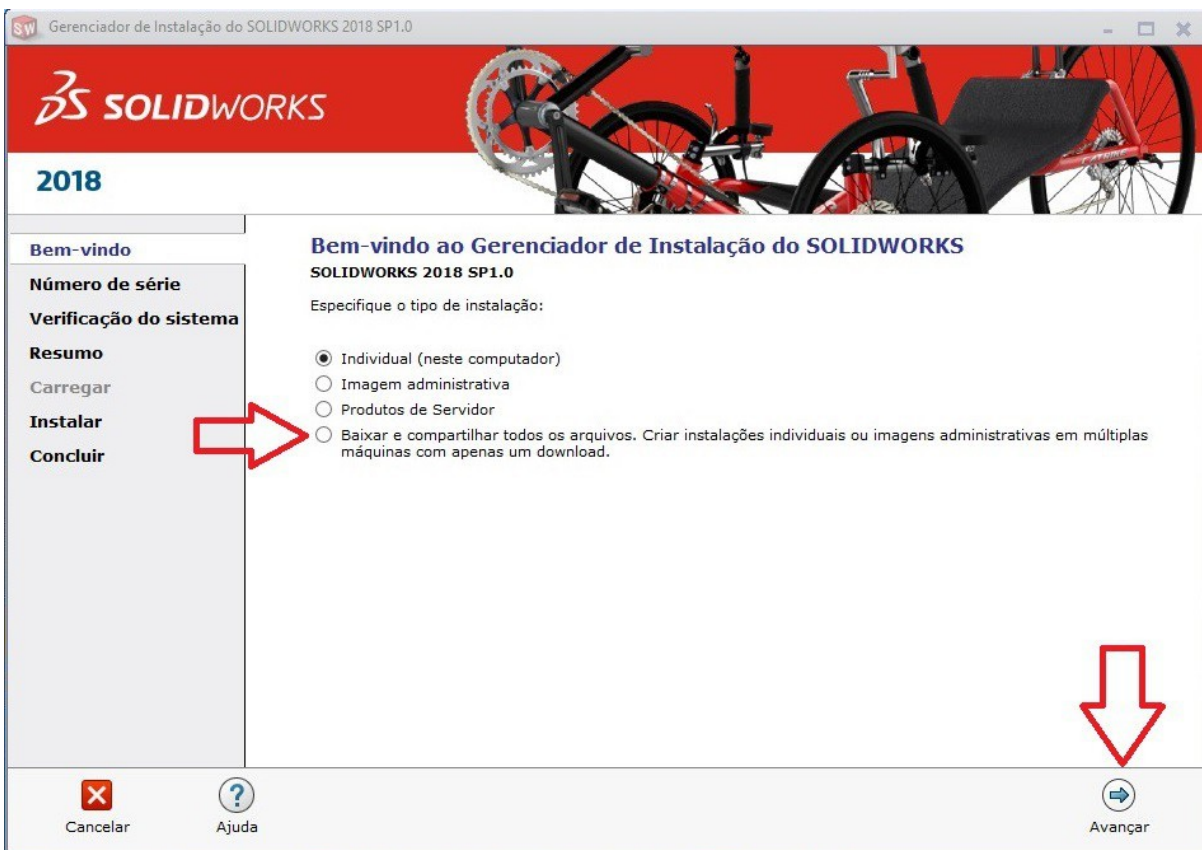 Gerenciador de Instalação do SOLIDWORKS 2018 SP1.0
SOLIDWORKS
2018
CATRIKE
Bem-vindo
Número de série
Verificação do sistema
Resumo
Carregar
Instalar
Concluir
Bem-vindo ao Gerenciador de Instalação do SOLIDWORKS
SOLIDWORKS 2018 SP1.0
Especifique o tipo de instalação:
Individual (neste computador)
Imagem administrativa
Produtos de Servidor
Baixar e compartilhar todos os arquivos. Criar instalações individuais ou imagens administrativas em múltiplas
máquinas com apenas um download.
Cancelar
Ajuda
Avançar